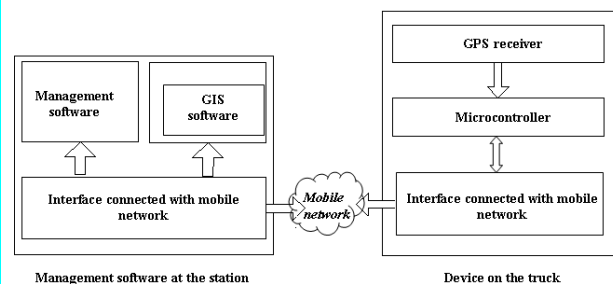 Management
software
GIS
software
Interface connected with mobile
network
Management software at the station
Mobile
network
GPS receiver
Microcontroller
Interface connected with mobile
network
Device on the truck